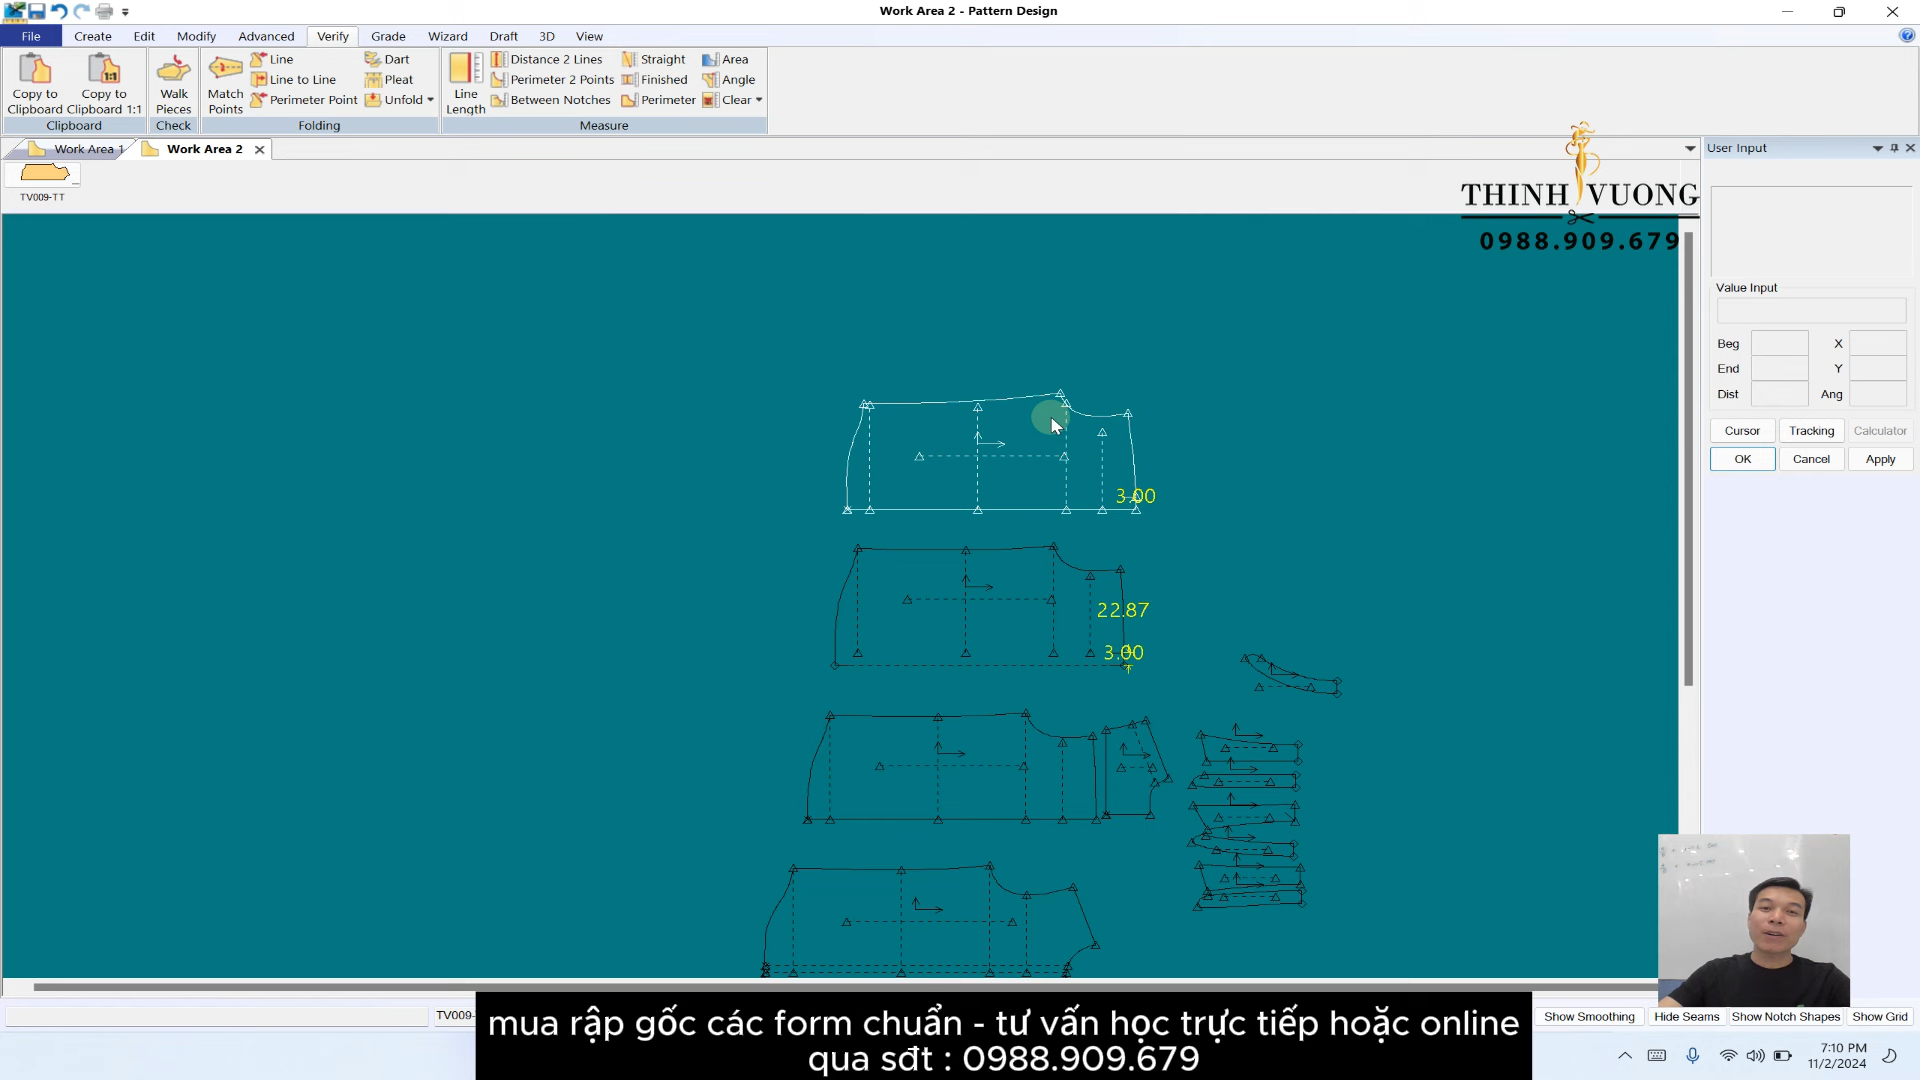 Work Area 2 - Pattern Design
File Create Edit Modify Advanced Verify Grade Wizard Draft 3D View
Copy to Clipboard
Copy to Clipboard 1:1
Clipboard
Walk Pieces
Check
Match Points
Line
Line to Line
Perimeter Point
Dart
Pleat
Unfold
Folding
Line Length
Distance 2 Lines
Perimeter 2 Points
Between Notches
Straight
Finished
Perimeter
Area
Angle
Clear
Measure
Work Area 1
Work Area 2
TV009-TT
THINH VUONG
0988.909.679
3.00
22.87
3.00
User Input
Value Input
Beg X
End Y
Dist Ang
Cursor Tracking Calculator
OK Cancel Apply
TV009-
Show Smoothing Hide Seams Show Notch Shapes Show Grid
mua rập gốc các form chuẩn - tư vấn học trực tiếp hoặc online
qua sđt : 0988.909.679
7:10 PM
11/2/2024